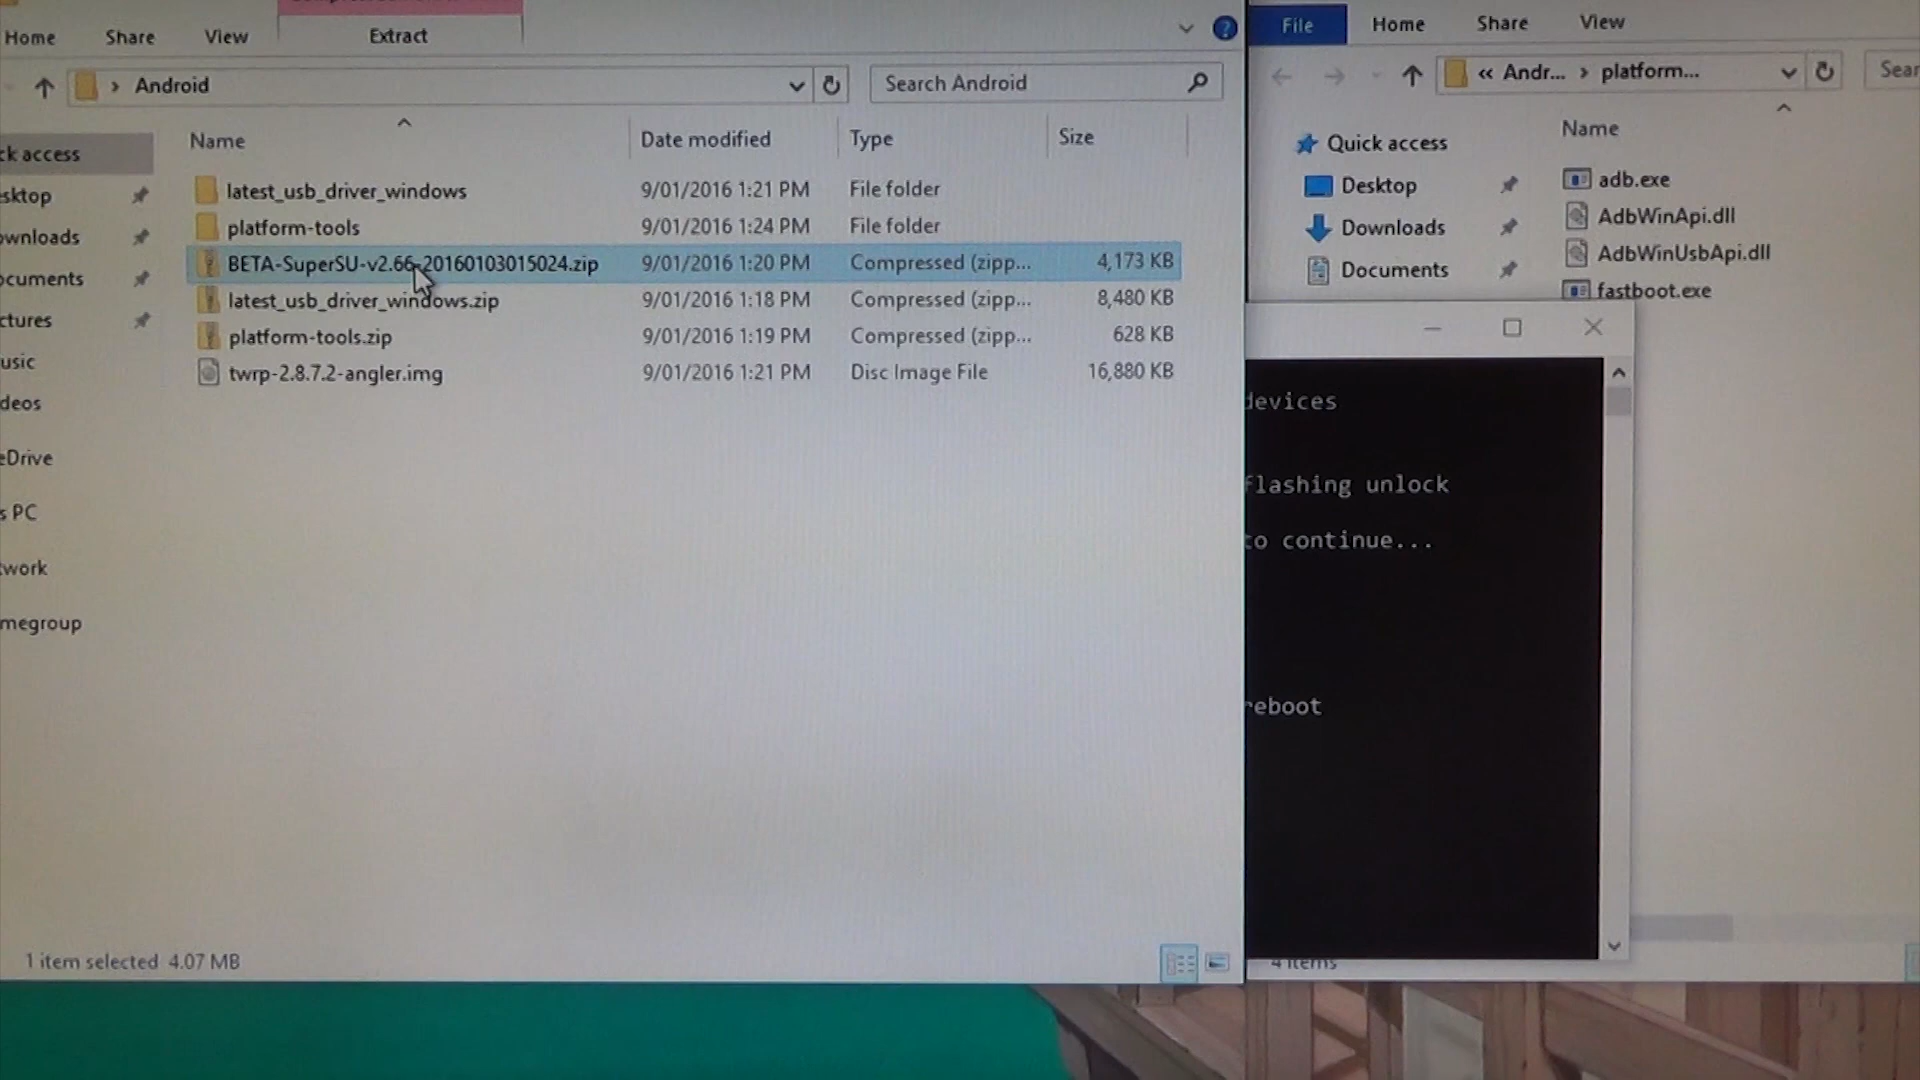 Home Share View Extract
Android
Search Android
Name Date modified Type Size
latest_usb_driver_windows 9/01/2016 1:21 PM File folder
platform-tools 9/01/2016 1:24 PM File folder
BETA-SuperSU-v2.66-20160103015024.zip 9/01/2016 1:20 PM Compressed (zipp... 4,173 KB
latest_usb_driver_windows.zip 9/01/2016 1:18 PM Compressed (zipp... 8,480 KB
platform-tools.zip 9/01/2016 1:19 PM Compressed (zipp... 628 KB
twrp-2.8.7.2-angler.img 9/01/2016 1:21 PM Disc Image File 16,880 KB
ck access
sktop
ownloads
ocuments
ctures
usic
deos
eDrive
s PC
twork
megroup
1 item selected 4.07 MB
File Home Share View
« Andr... platform...
Sear
Quick access
Desktop
Downloads
Documents
Name
adb.exe
AdbWinApi.dll
AdbWinUsbApi.dll
fastboot.exe
devices
flashing unlock
to continue...
reboot
4 items